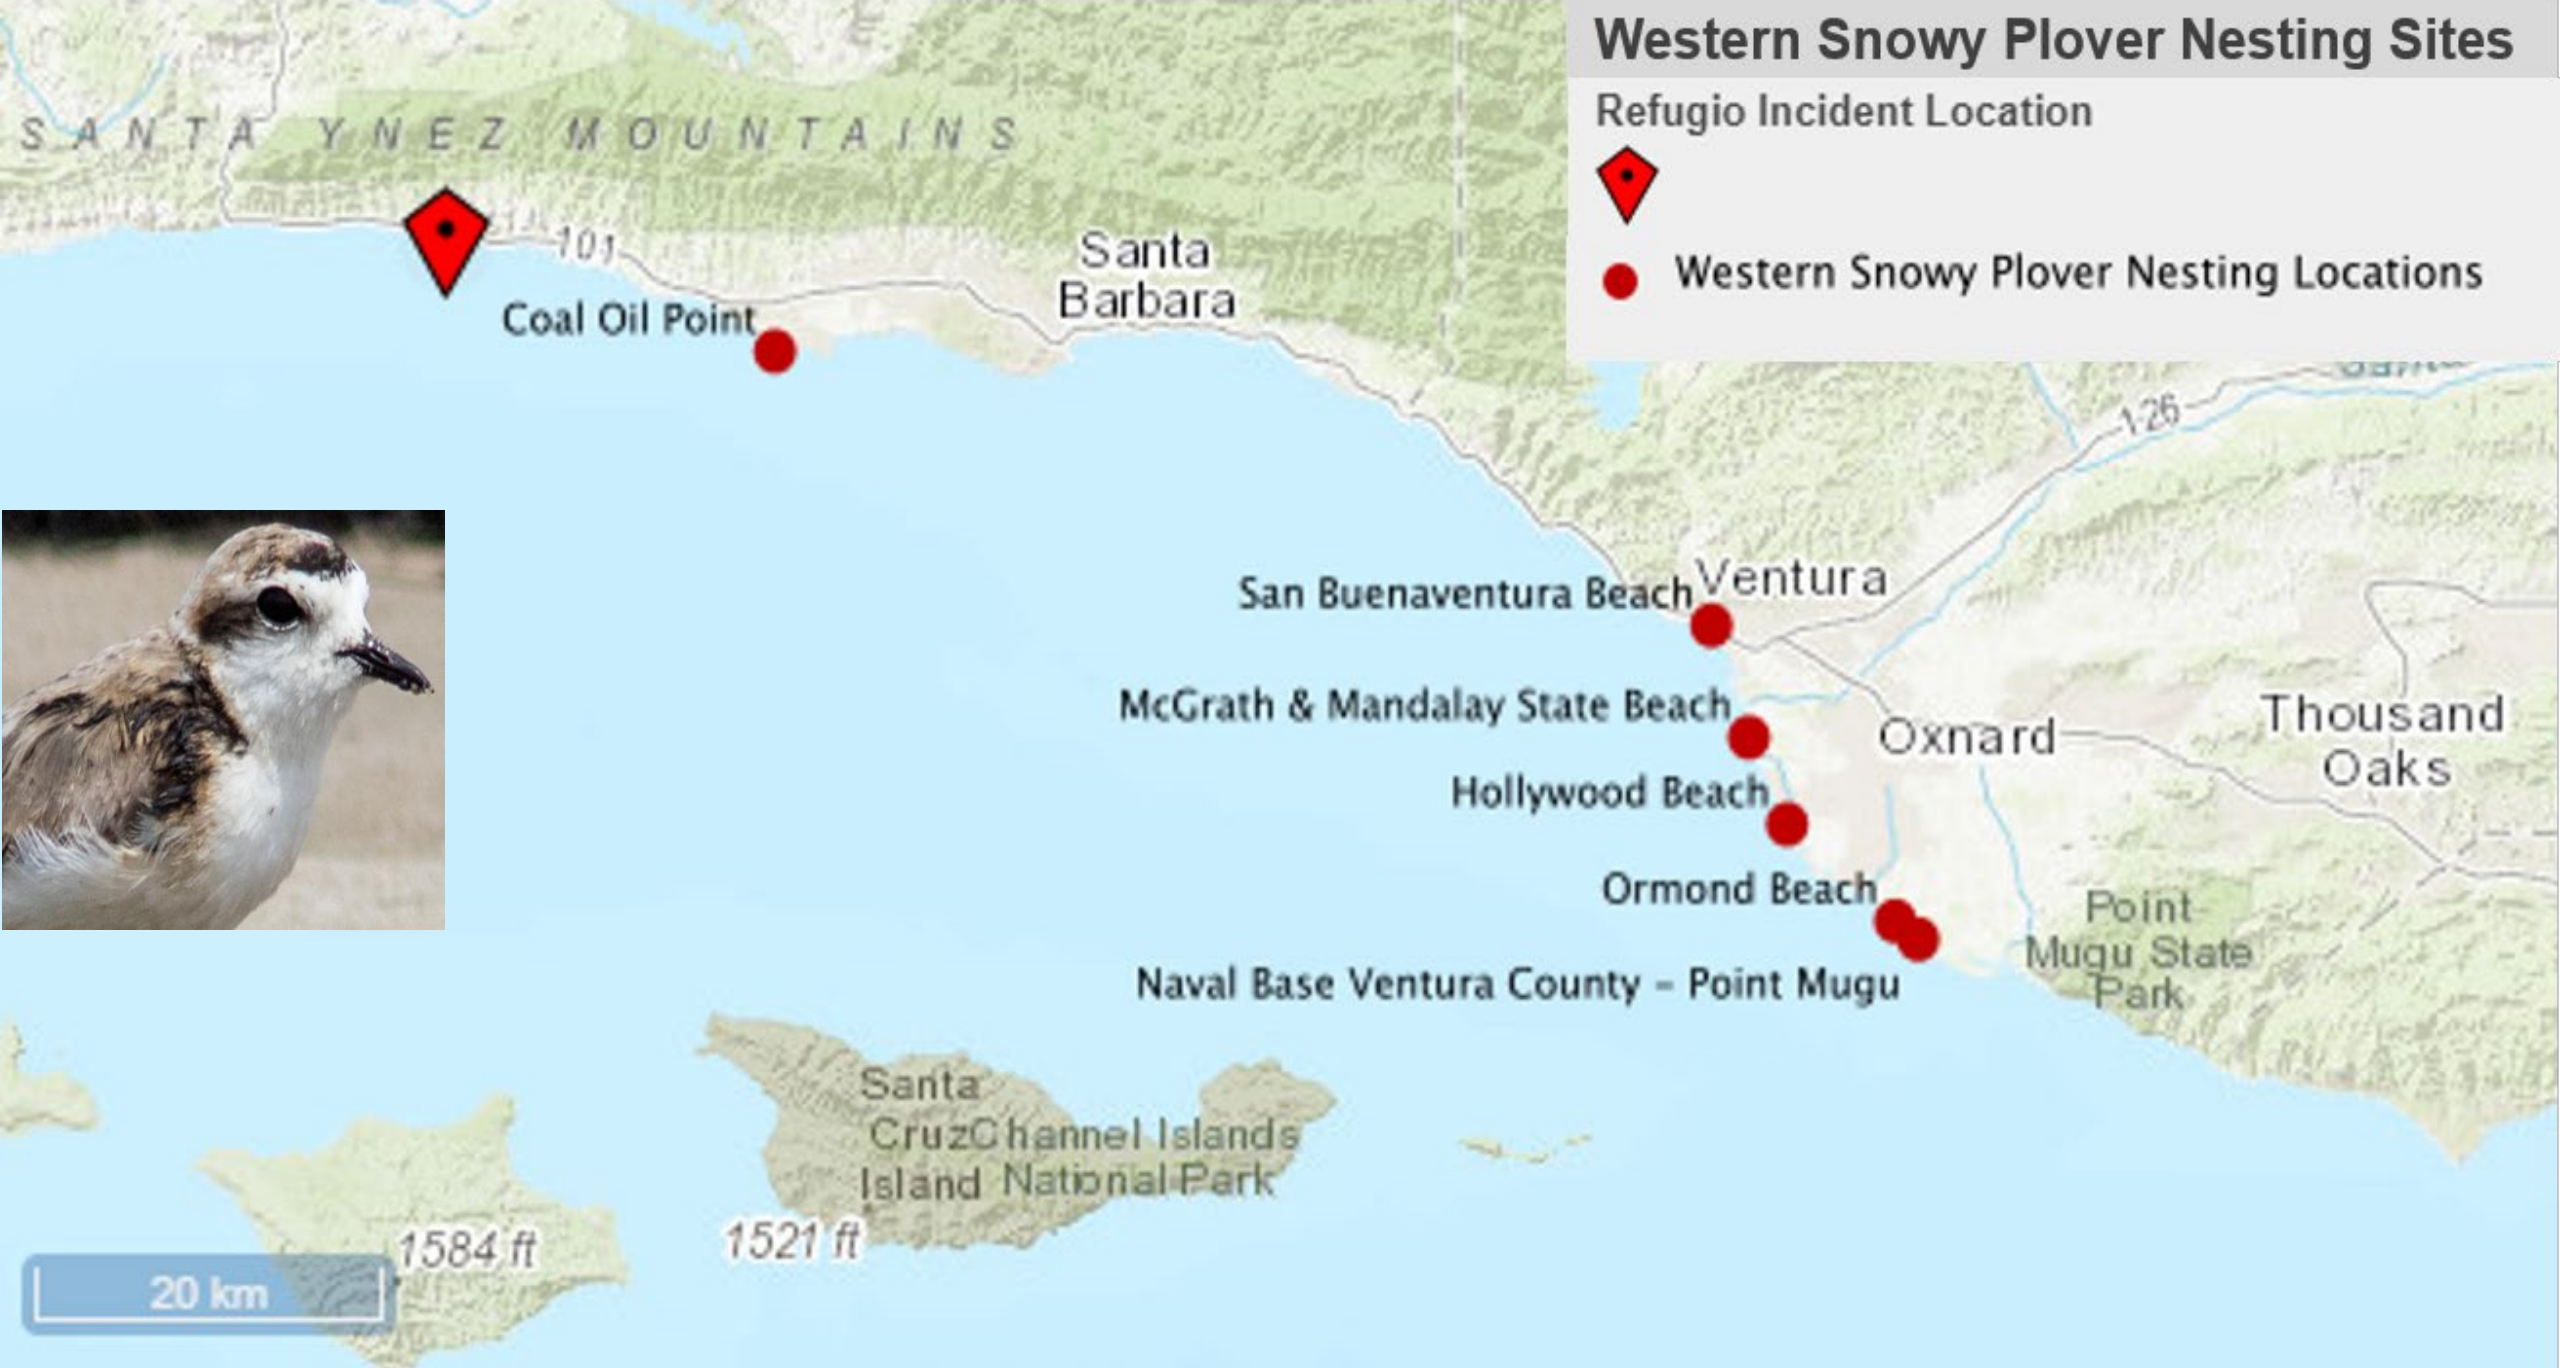 Western Snowy Plover Nesting Sites
Refugio Incident Location
Western Snowy Plover Nesting Locations
SANTA YNEZ MOUNTAINS
101
Santa
Barbara
Coal Oil Point
126
San Buenaventura Beach
Ventura
McGrath & Mandalay State Beach
Oxnard
Thousand
Oaks
Hollywood Beach
Ormond Beach
Point
Mugu State
Park
Naval Base Ventura County – Point Mugu
Santa
Cruz
Island
Channel Islands
National Park
1584 ft
1521 ft
20 km